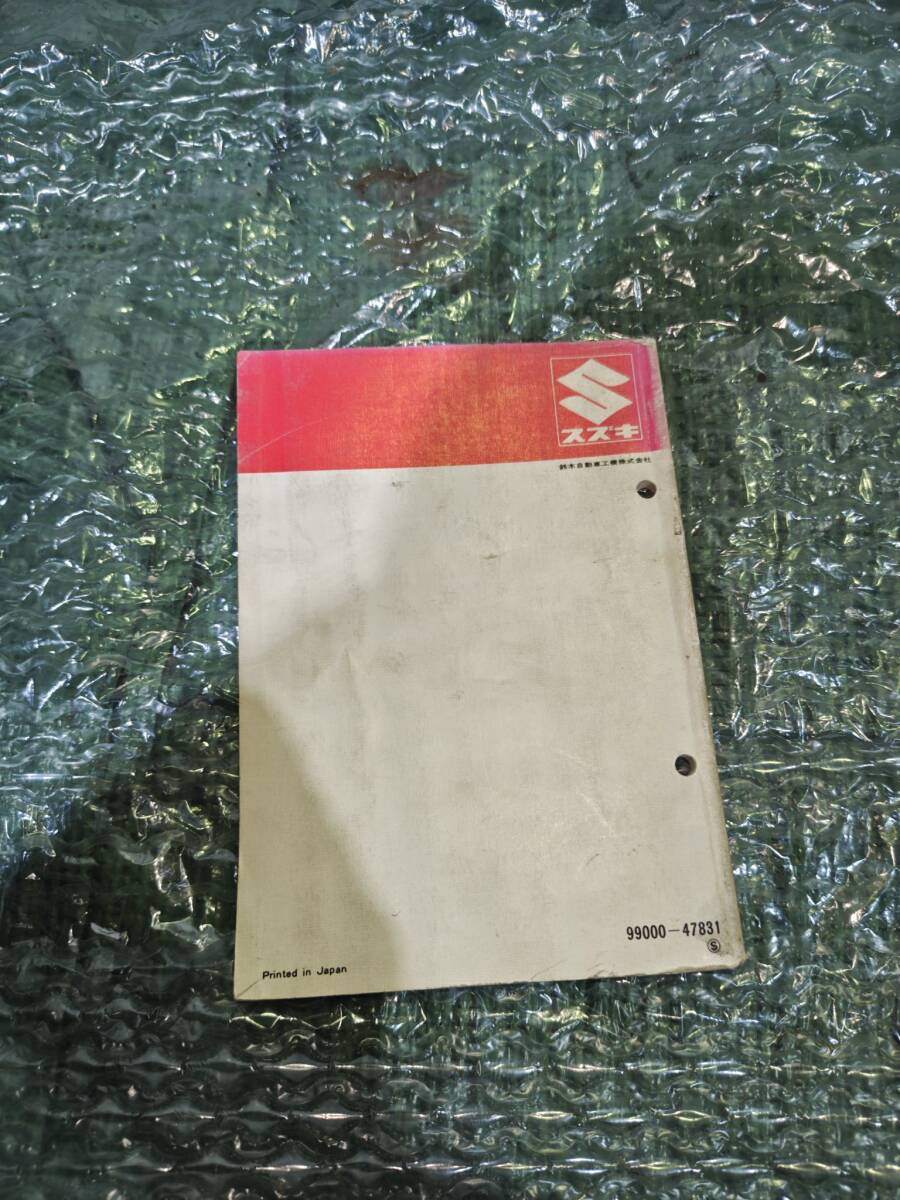 スズキ
鈴木自動車工業株式会社
99000-47831
Ⓢ
Printed in Japan